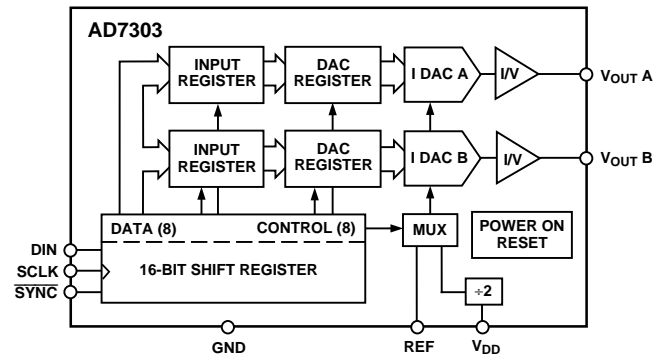 AD7303
INPUT
REGISTER
DAC
REGISTER
I DAC A
I/V
VOUT A
INPUT
REGISTER
DAC
REGISTER
I DAC B
I/V
VOUT B
DATA (8)
CONTROL (8)
MUX
POWER ON
RESET
DIN
SCLK
SYNC
16-BIT SHIFT REGISTER
÷2
GND
REF
VDD